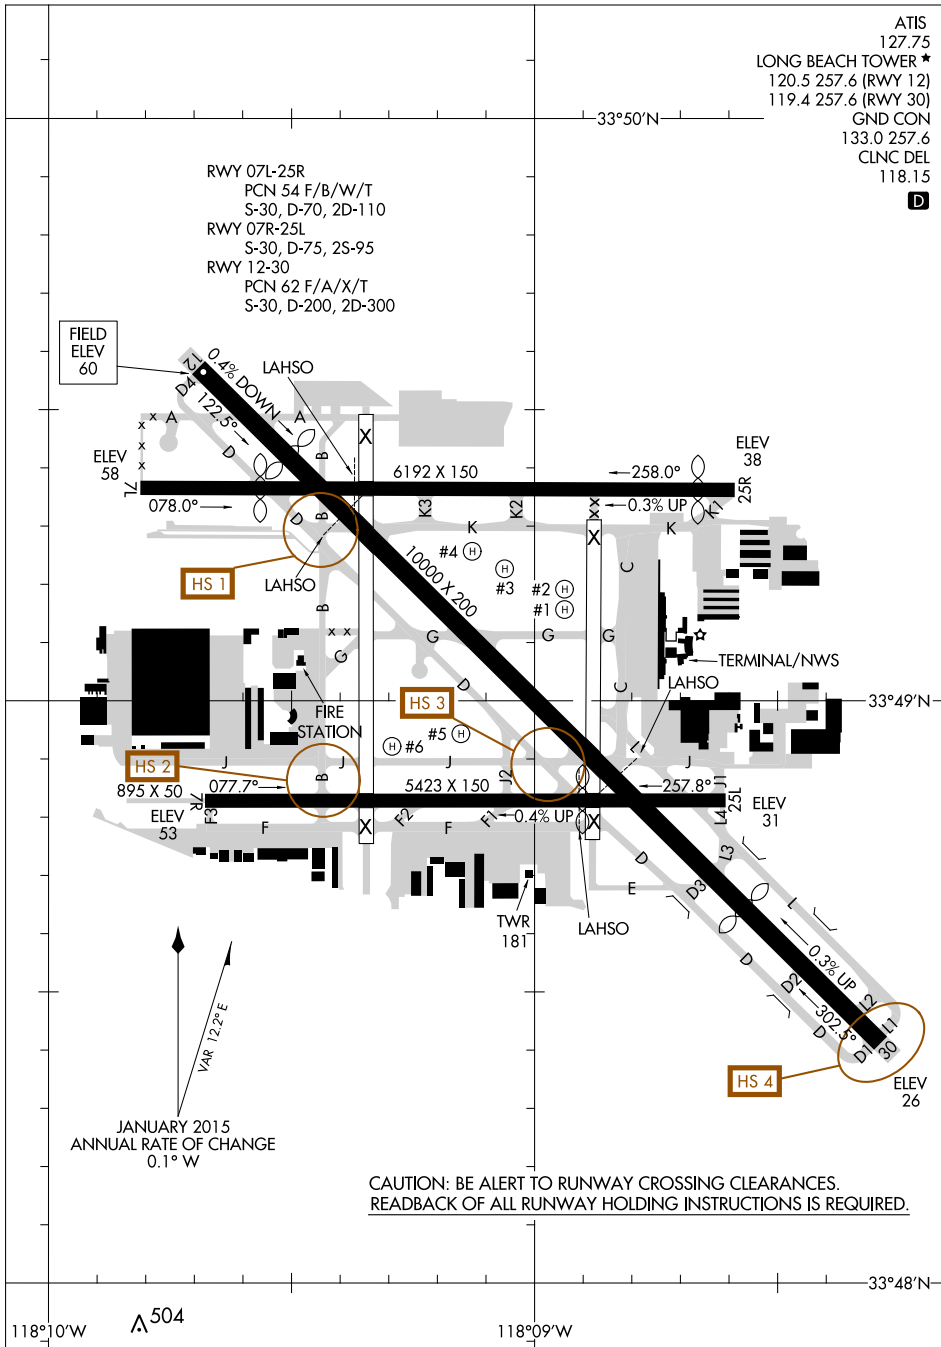 ATIS
127.75
LONG BEACH TOWER ★
120.5 257.6 (RWY 12)
119.4 257.6 (RWY 30)
GND CON
133.0 257.6
CLNC DEL
118.15
D
33°50'N
RWY 07L-25R
PCN 54 F/B/W/T
S-30, D-70, 2D-110
RWY 07R-25L
S-30, D-75, 2S-95
RWY 12-30
PCN 62 F/A/X/T
S-30, D-200, 2D-300
FIELD
ELEV
60
12
D4
0.4% DOWN
122.5°
LAHSO
A
A
X
x
x
x
x
D
B
ELEV
58
7L
6192 X 150
258.0°
ELEV
38
25R
078.0°
0.3% UP
K1
D
B
K3
K2
K
K
x x
x x
X
HS 1
LAHSO
10000 X 200
#4 H
H
#3
#2 H
#1 H
C
B
x x
G
G
G
G
G
TERMINAL/NWS
C
LAHSO
FIRE
STATION
D
HS 3
33°49'N
#5 H
H #6
L
HS 2
J
J
J
J
J2
J1
B
895 X 50
7R
077.7°
5423 X 150
257.8°
25L
ELEV
53
F3
F
X
F2
F
F1
0.4% UP
X
L4
ELEV
31
D
L3
E
D3
L
TWR
181
LAHSO
D
0.3% UP
D2
302.5°
L2
L1
D
D1
30
HS 4
ELEV
26
VAR 12.2° E
JANUARY 2015
ANNUAL RATE OF CHANGE
0.1° W
CAUTION: BE ALERT TO RUNWAY CROSSING CLEARANCES.
READBACK OF ALL RUNWAY HOLDING INSTRUCTIONS IS REQUIRED.
33°48'N
504
118°10'W
118°09'W